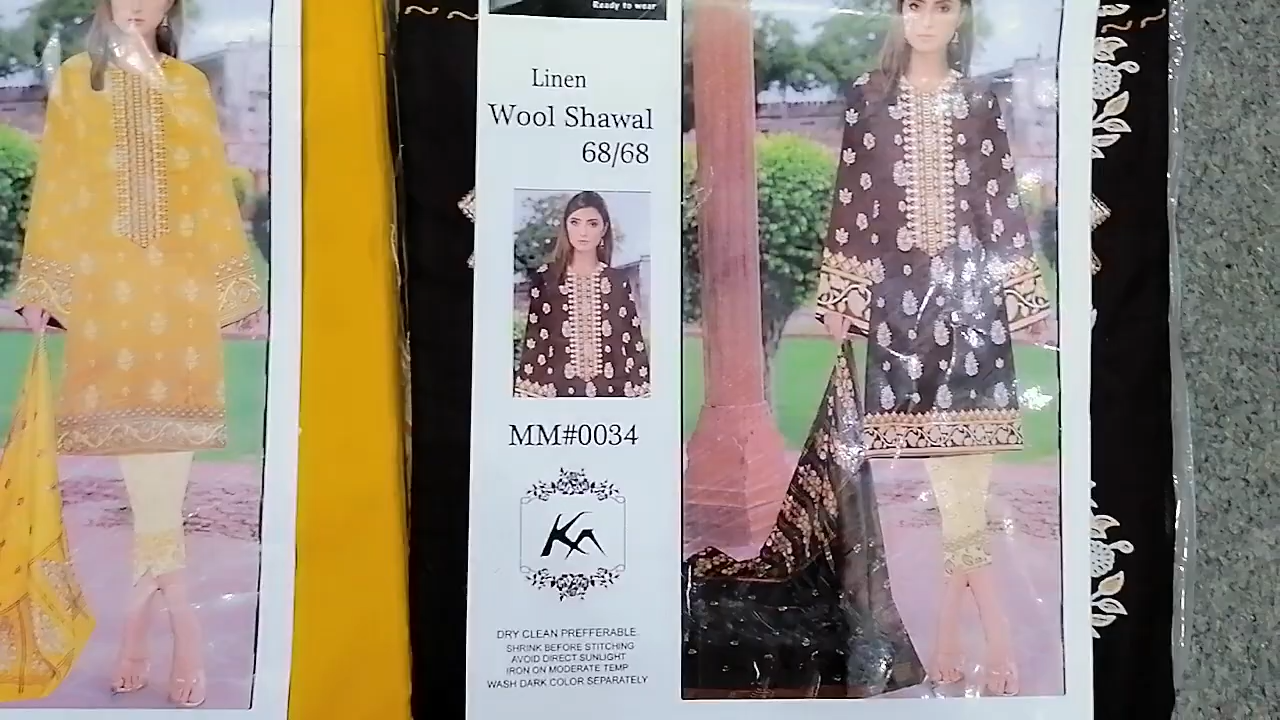 Ready to wear
Linen
Wool Shawal
68/68
MM#0034
KA
DRY CLEAN PREFFERABLE
SHRINK BEFORE STITCHING
AVOID DIRECT SUNLIGHT
IRON ON MODERATE TEMP
WASH DARK COLOR SEPARATELY